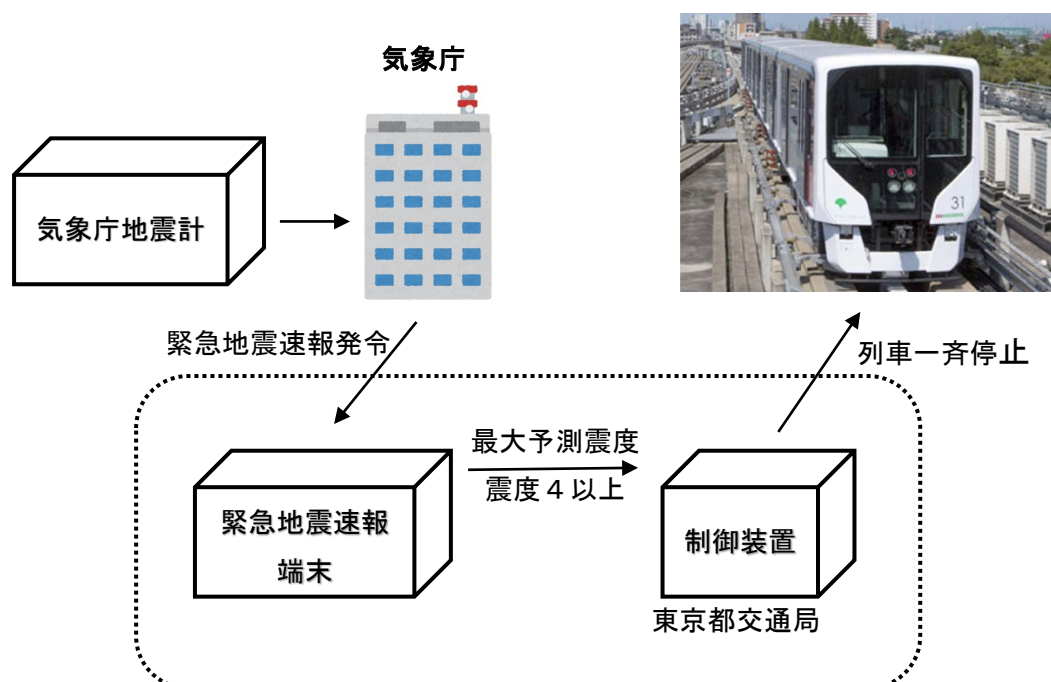 気象庁
気象庁地震計
31
緊急地震速報発令
列車一斉停止
最大予測震度
震度４以上
緊急地震速報
端末
制御装置
東京都交通局